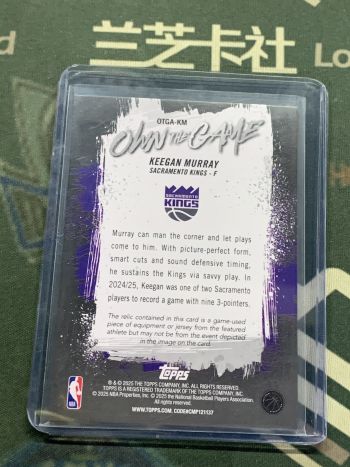 兰芝卡社
Lo
d
OTGA-KM
OWN THE GAME
KEEGAN MURRAY
SACRAMENTO KINGS - F
SACRAMENTO
KINGS
Murray can man the corner and let plays
come to him. With picture-perfect form,
smart cuts and sound defensive timing,
he sustains the Kings via savvy play. In
2024/25, Keegan was one of two Sacramento
players to record a game with nine 3-pointers.
The relic contained in this card is a game-used
piece of equipment or jersey from the featured
athlete but may not be from the event depicted
in the image on the card.
Topps
NBA
® & © 2025 THE TOPPS COMPANY, INC. ALL RIGHTS RESERVED.
TOPPS IS A REGISTERED TRADEMARK OF THE TOPPS COMPANY, INC.
© 2025 NBA Properties, Inc. © 2025 the National Basketball Players Association.
All rights reserved.
WWW.TOPPS.COM, CODE#CMP121137